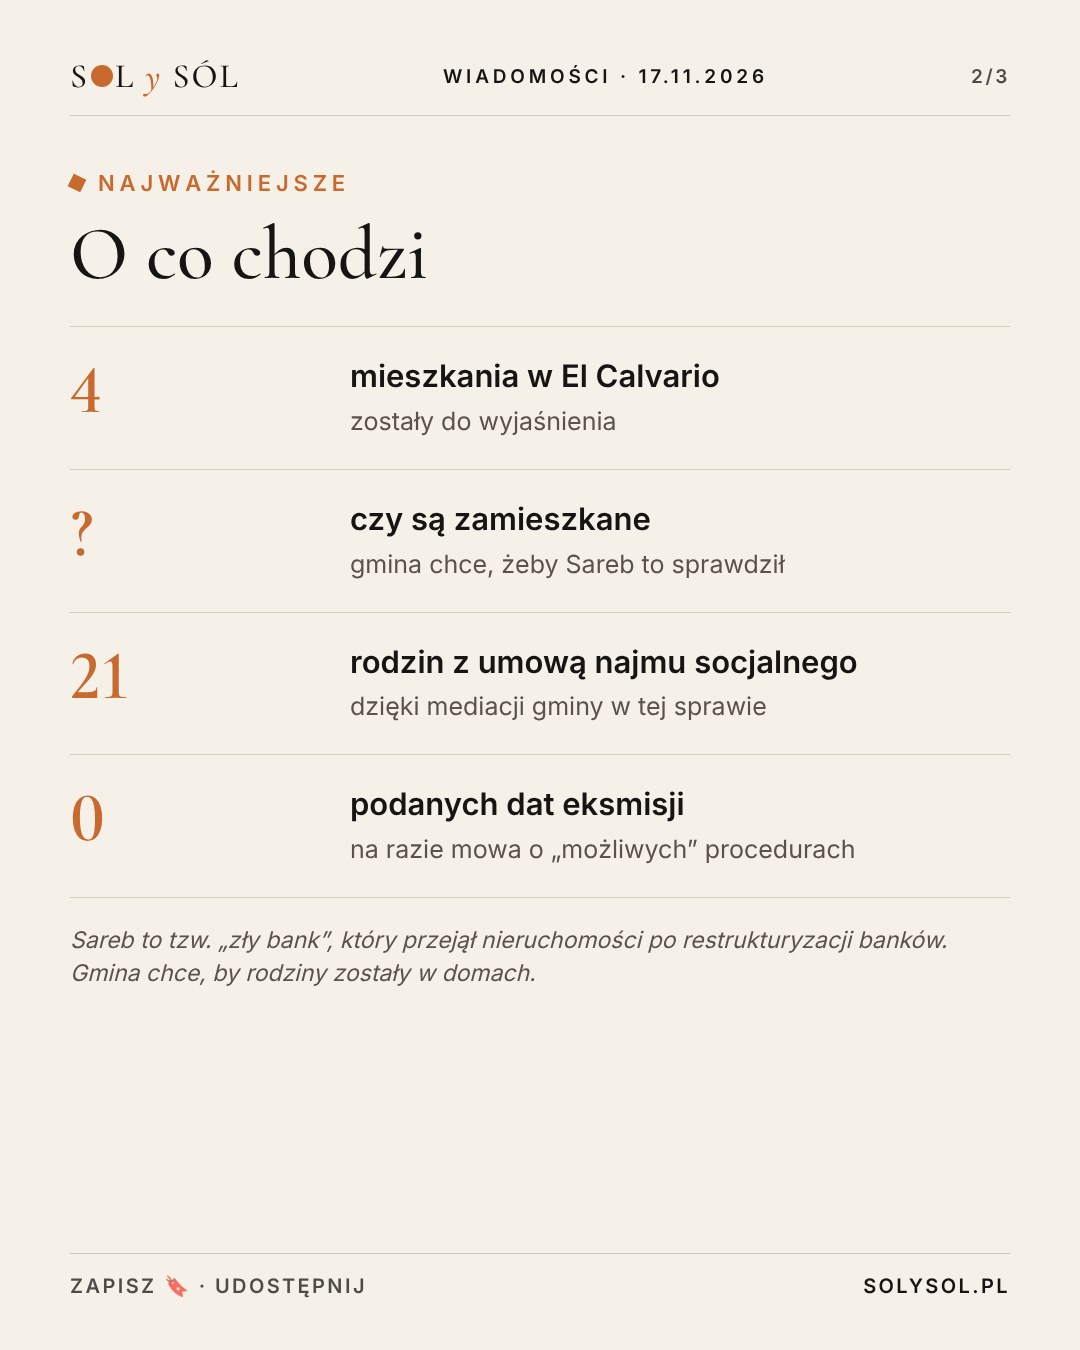 SOL y SÓL
WIADOMOŚCI · 17.11.2026
2/3
NAJWAŻNIEJSZE
O co chodzi
4
mieszkania w El Calvario
zostały do wyjaśnienia
?
czy są zamieszkane
gmina chce, żeby Sareb to sprawdził
21
rodzin z umową najmu socjalnego
dzięki mediacji gminy w tej sprawie
0
podanych dat eksmisji
na razie mowa o „możliwych” procedurach
Sareb to tzw. „zły bank”, który przejął nieruchomości po restrukturyzacji banków.
Gmina chce, by rodziny zostały w domach.
ZAPISZ 🔖 · UDOSTĘPNIJ
SOLYSOL.PL